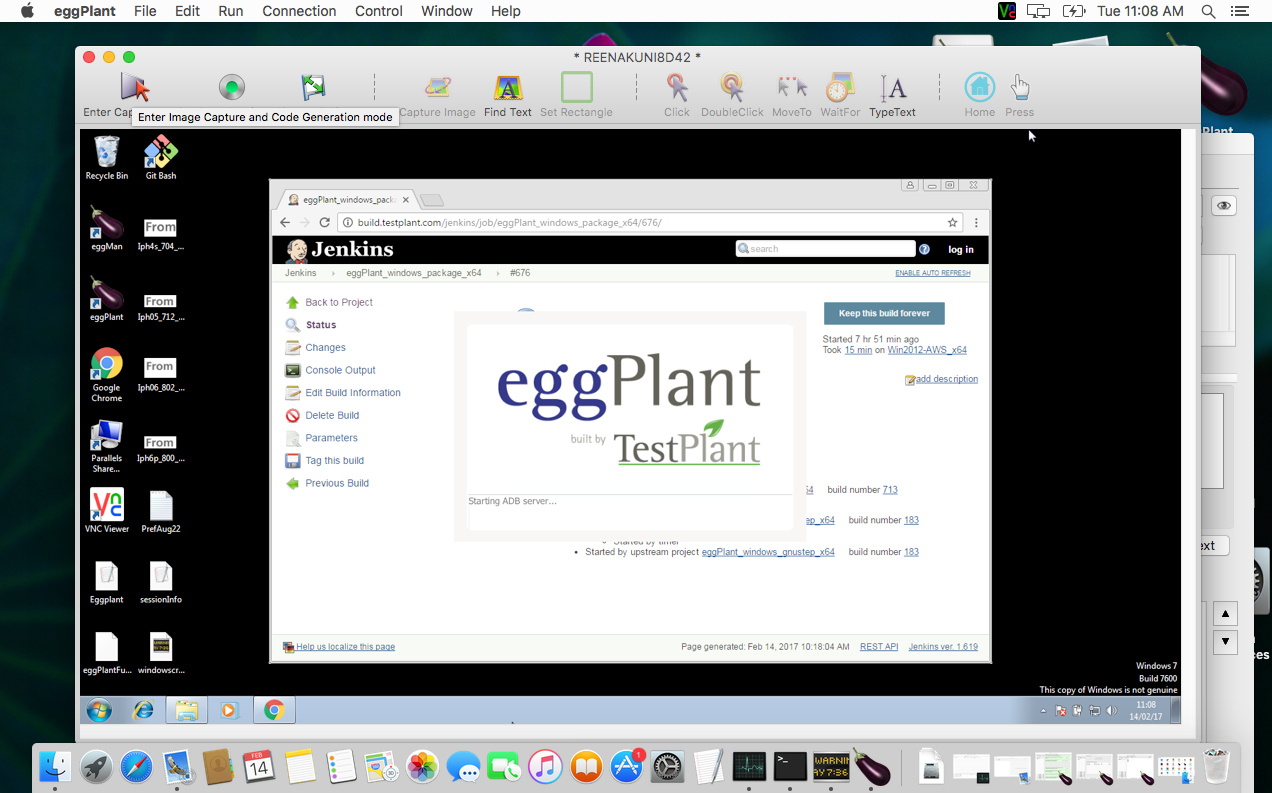 eggPlant File Edit Run Connection Control Window Help Tue 11:08 AM
* REENAKUNI8D42 *
Enter Cap Capture Image Find Text Set Rectangle Click DoubleClick MoveTo WaitFor TypeText Home Press
Enter Image Capture and Code Generation mode
Recycle Bin Git Bash
eggMan Iph4s_704_...
From
eggPlant Iph05_712_...
From
Google Chrome Iph06_802_...
From
Parallels Share... Iph6p_800_...
From
VNC Viewer PrefAug22
Eggplant sessionInfo
eggPlantFu... windowscr...
eggPlant_windows_pack
build.testplant.com/jenkins/job/eggPlant_windows_package_x64/676/
Jenkins search log in
Jenkins eggPlant_windows_package_x64 #676 ENABLE AUTO REFRESH
Back to Project
Status
Changes
Console Output
Edit Build Information
Delete Build
Parameters
Tag this build
Previous Build
Keep this build forever
Started 7 hr 51 min ago
Took 15 min on Win2012-AWS_x64
add description
eggPlant
built by TestPlant
Starting ADB server...
64 build number 713
ep_x64 build number 183
Started by timer
Started by upstream project eggPlant_windows_gnustep_x64 build number 183
Help us localize this page Page generated: Feb 14, 2017 10:18:04 AM REST API Jenkins ver. 1.619
Windows 7
Build 7600
This copy of Windows is not genuine
11:08
14/02/17
Plant
ext
ces
FEB
14
1
WARNIN
AY 7:36